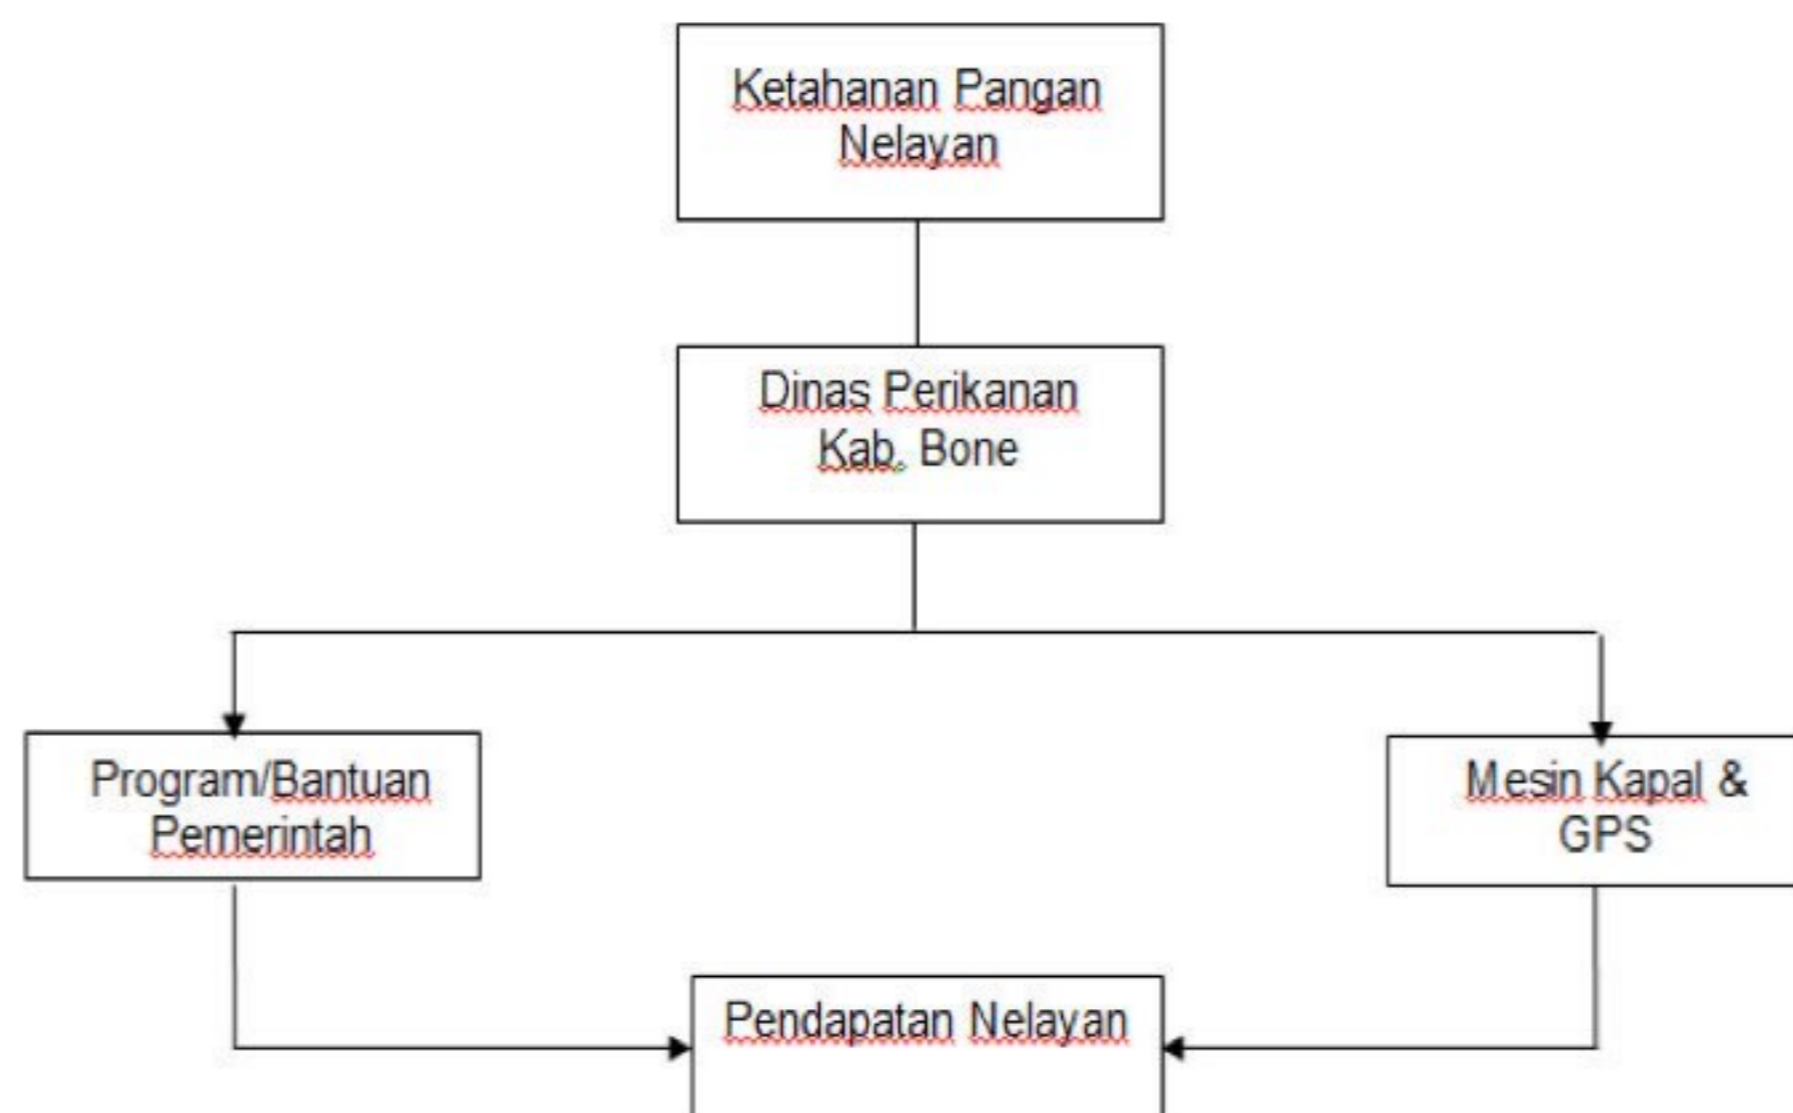 Ketahanan Pangan
Nelayan
Dinas Perikanan
Kab. Bone
Program/Bantuan
Pemerintah
Mesin Kapal &
GPS
Pendapatan Nelayan